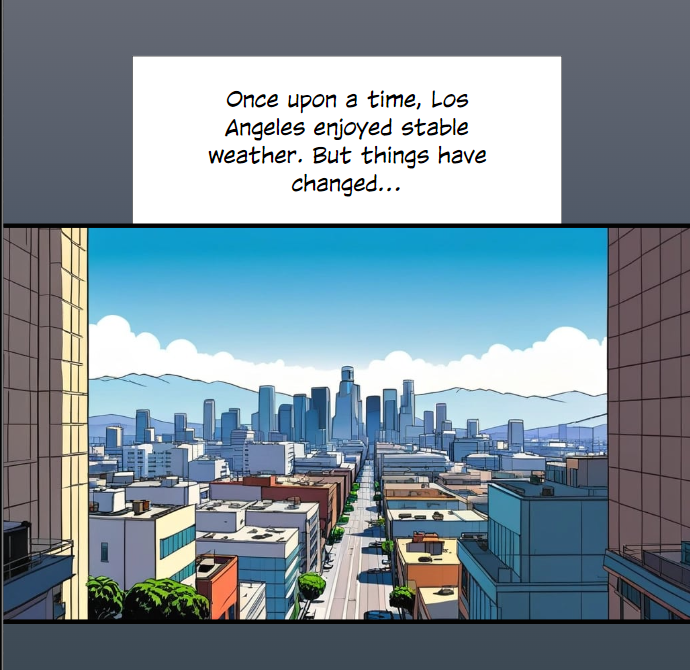 Once upon a time, Los
Angeles enjoyed stable
weather. But things have
changed...